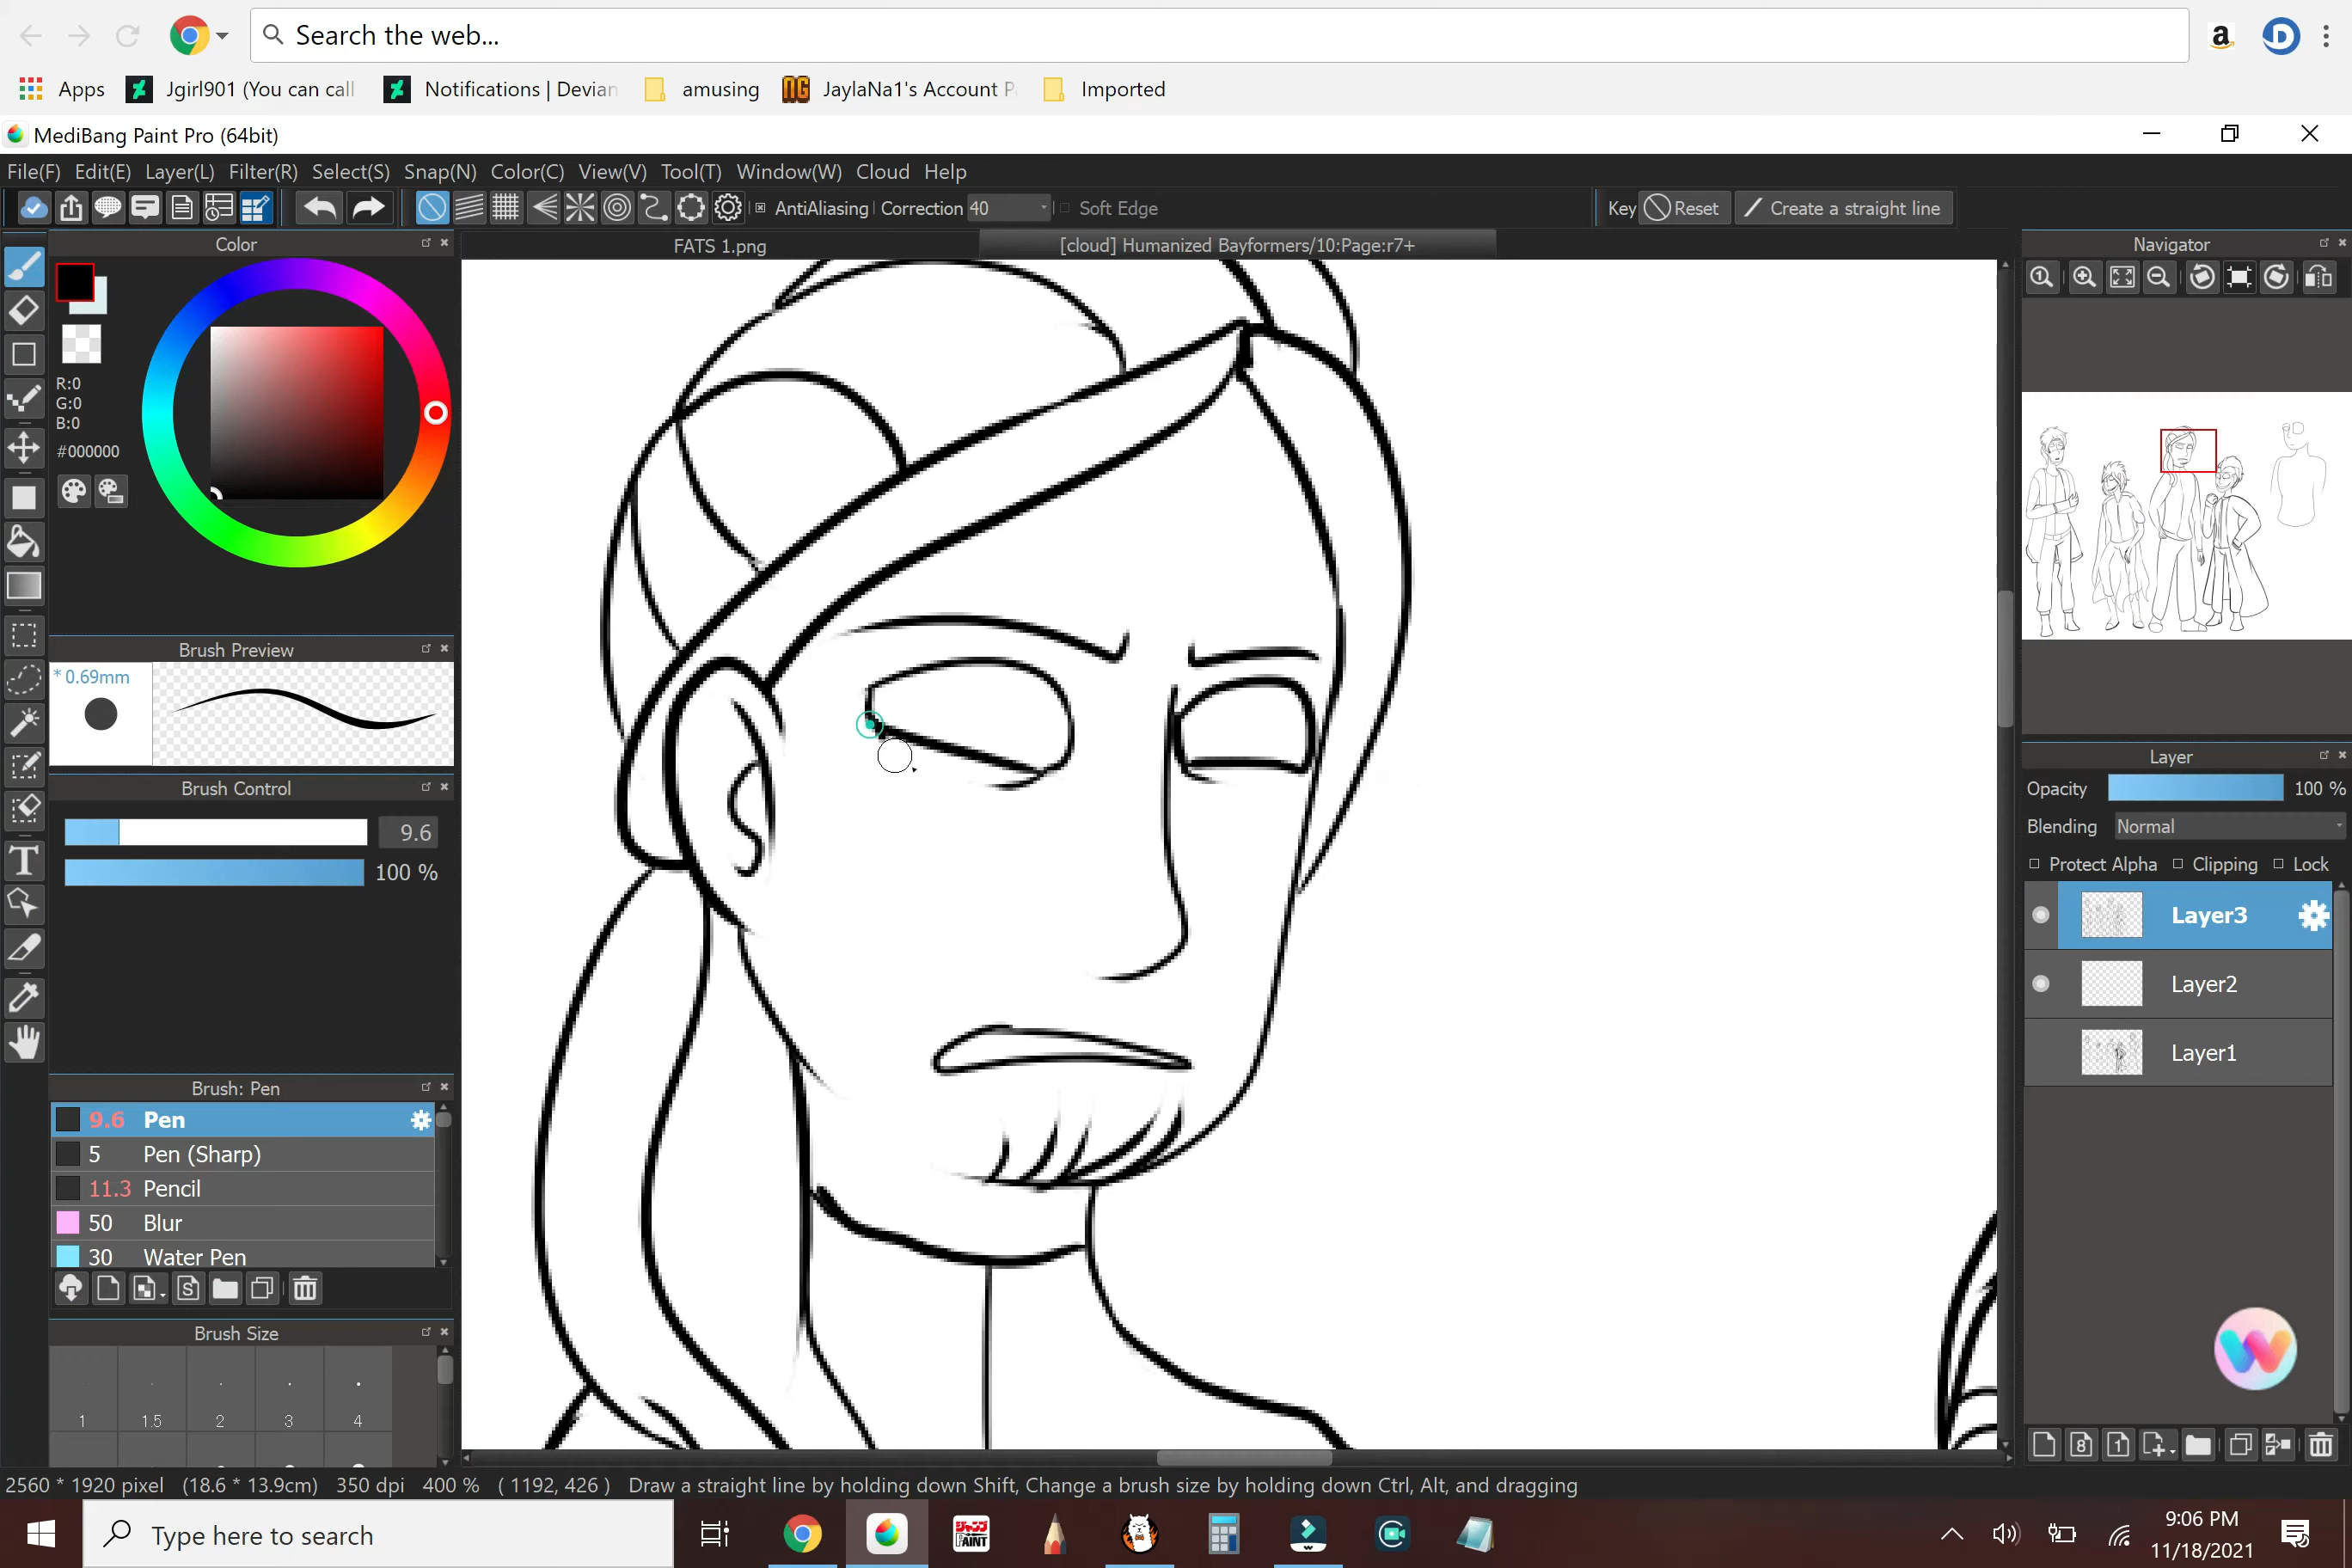 Search the web...
Apps
Jgirl901 (You can call
Notifications | Devian
amusing
JaylaNa1's Account P
Imported
MediBang Paint Pro (64bit)
File(F) Edit(E) Layer(L) Filter(R) Select(S) Snap(N) Color(C) View(V) Tool(T) Window(W) Cloud Help
AntiAliasing Correction 40 Soft Edge
Key Reset Create a straight line
Color
FATS 1.png
[cloud] Humanized Bayformers/10:Page:r7+
Navigator
R:0
G:0
B:0
#000000
Brush Preview
* 0.69mm
Brush Control
9.6
100 %
Brush: Pen
9.6 Pen
5 Pen (Sharp)
11.3 Pencil
50 Blur
30 Water Pen
Brush Size
1 1.5 2 3 4
Layer
Opacity 100 %
Blending Normal
Protect Alpha Clipping Lock
Layer3
Layer2
Layer1
2560 * 1920 pixel (18.6 * 13.9cm) 350 dpi 400 % ( 1192, 426 ) Draw a straight line by holding down Shift, Change a brush size by holding down Ctrl, Alt, and dragging
Type here to search
ジャンプ
PAINT
9:06 PM
11/18/2021